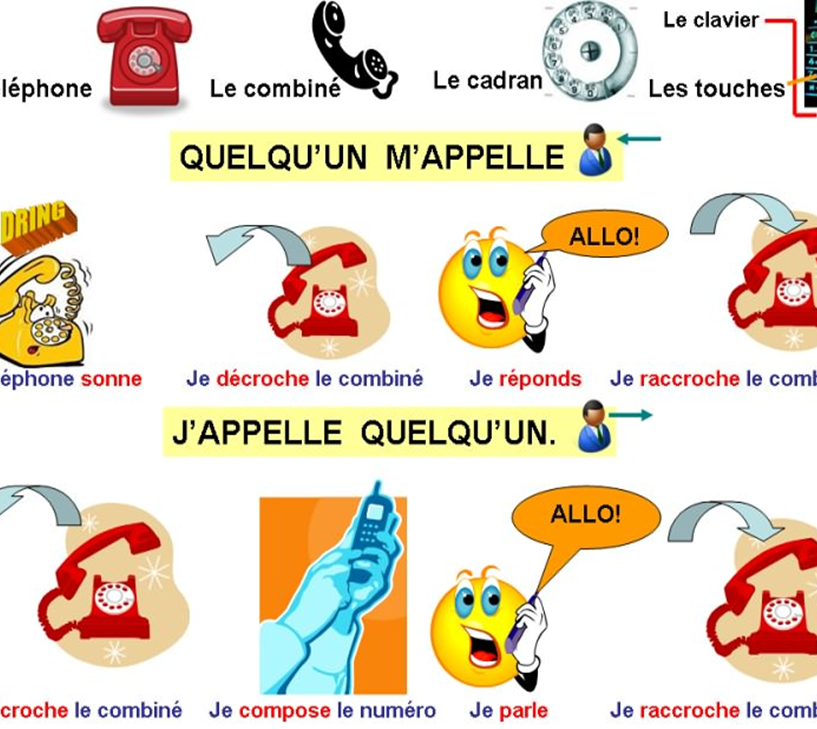 Le clavier
léphone Le combiné Le cadran Les touches
QUELQU'UN M'APPELLE
DRING
ALLO!
éphone sonne Je décroche le combiné Je réponds Je raccroche le comb
J'APPELLE QUELQU'UN.
ALLO!
croche le combiné Je compose le numéro Je parle Je raccroche le comb